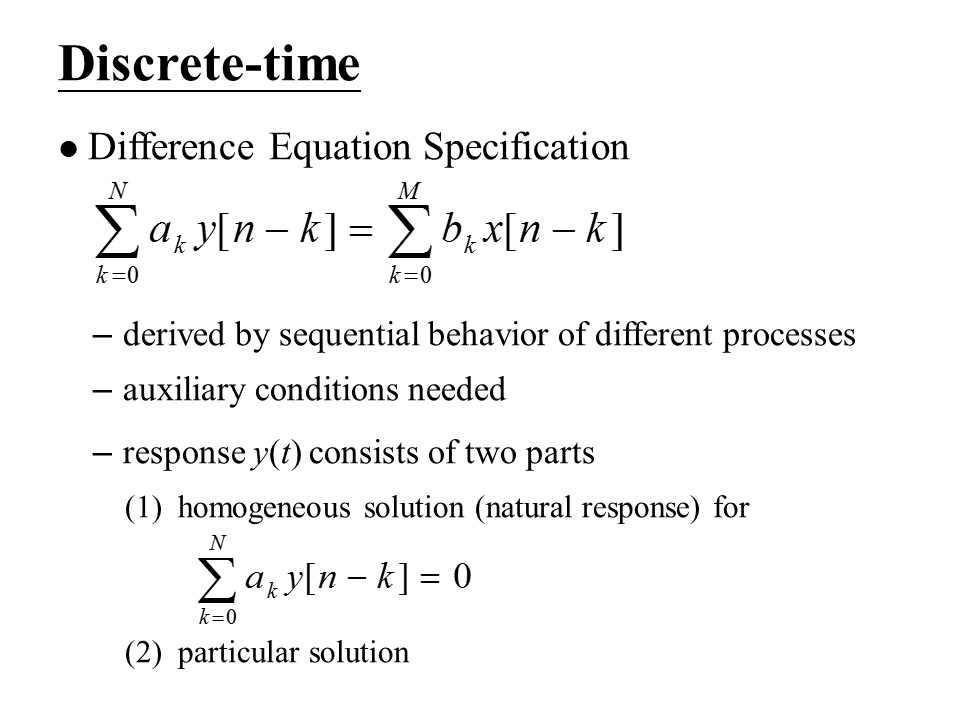 Discrete-time
● Difference Equation Specification
\sum_{k=0}^{N} a_k y[n-k] = \sum_{k=0}^{M} b_k x[n-k]
– derived by sequential behavior of different processes
– auxiliary conditions needed
– response y(t) consists of two parts
(1) homogeneous solution (natural response) for
\sum_{k=0}^{N} a_k y[n-k] = 0
(2) particular solution